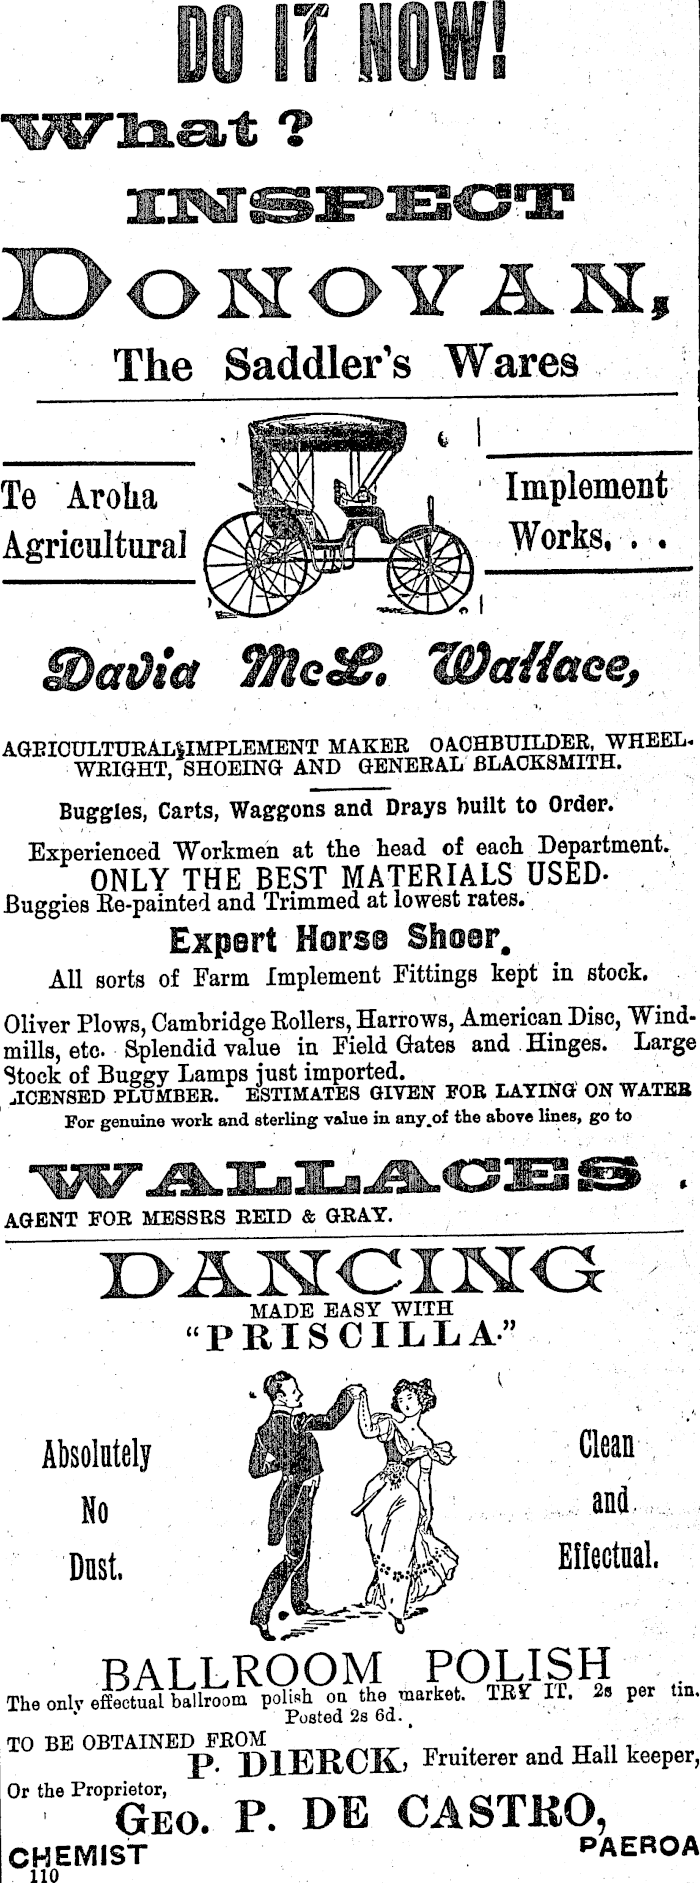 DO IT NOW!
What?
INSPECT
DONOVAN,
The Saddler's Wares
Te Aroha
Agricultural
Implement
Works. . .
David McL. Wallace,
AGRICULTURAL IMPLEMENT MAKER OACHBUILDER, WHEEL-
WRIGHT, SHOEING AND GENERAL BLACKSMITH.
Buggies, Carts, Waggons and Drays built to Order.
Experienced Workmen at the head of each Department.
ONLY THE BEST MATERIALS USED.
Buggies Re-painted and Trimmed at lowest rates.
Expert Horse Shoer.
All sorts of Farm Implement Fittings kept in stock.
Oliver Plows, Cambridge Rollers, Harrows, American Disc, Wind-
mills, etc. Splendid value in Field Gates and Hinges. Large
Stock of Buggy Lamps just imported.
LICENSED PLUMBER. ESTIMATES GIVEN FOR LAYING ON WATER
For genuine work and sterling value in any of the above lines, go to
WALLACES.
AGENT FOR MESSRS REID & GRAY.
DANCING
MADE EASY WITH
"PRISCILLA."
Absolutely
No
Dust.
Clean
and
Effectual.
BALLROOM POLISH
The only effectual ballroom polish on the market. TRY IT. 2s per tin.
Posted 2s 6d.
TO BE OBTAINED FROM
P. DIERCK, Fruiterer and Hall keeper,
Or the Proprietor,
GEO. P. DE CASTRO,
CHEMIST PAEROA
110